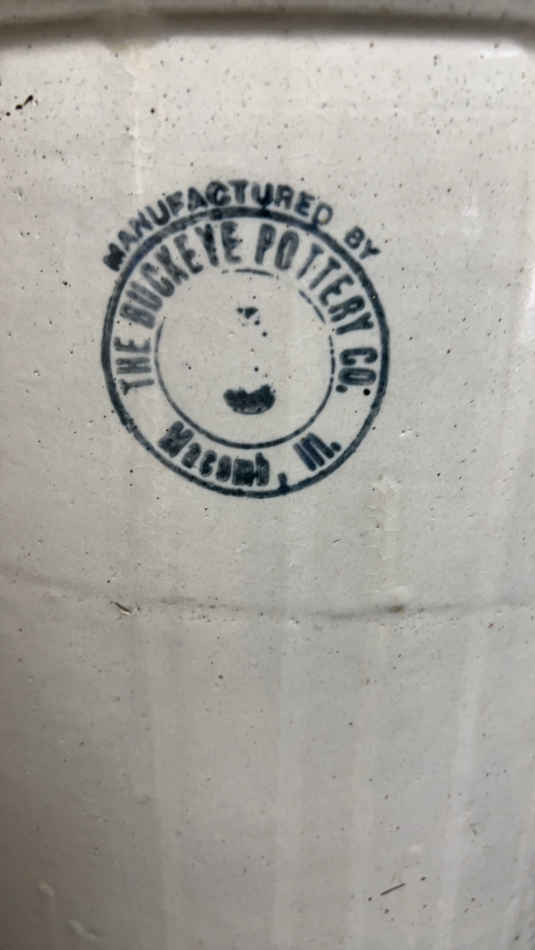 MANUFACTURED BY
THE BUCKEYE POTTERY CO.
Macomb, Ill.